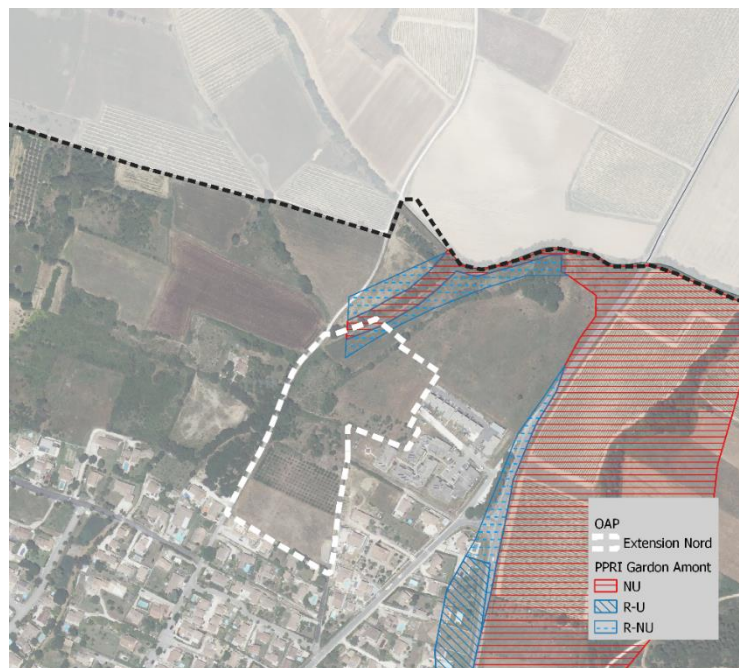 OAP
Extension Nord
PPRI Gardon Amont
NU
R-U
R-NU